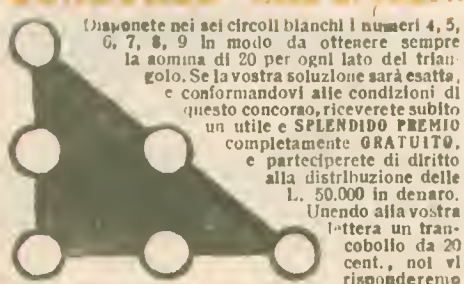 Disponete nei sei circoli bianchi i numeri 4, 5,
6, 7, 8, 9 In modo da ottenere sempre
la somma di 20 per ogni lato del trian-
golo. Se la vostra soluzione sarà esatta,
e conformandovi alle condizioni di
questo concorso, riceverete subito
un utile e SPLENDIDO PREMIO
completamente GRATUITO,
e parteciperete di diritto
alla distribuzione delle
L. 50.000 in denaro.
Unendo alla vostra
lettera un fran-
cobollo da 20
cent., noi vi
risponderemo